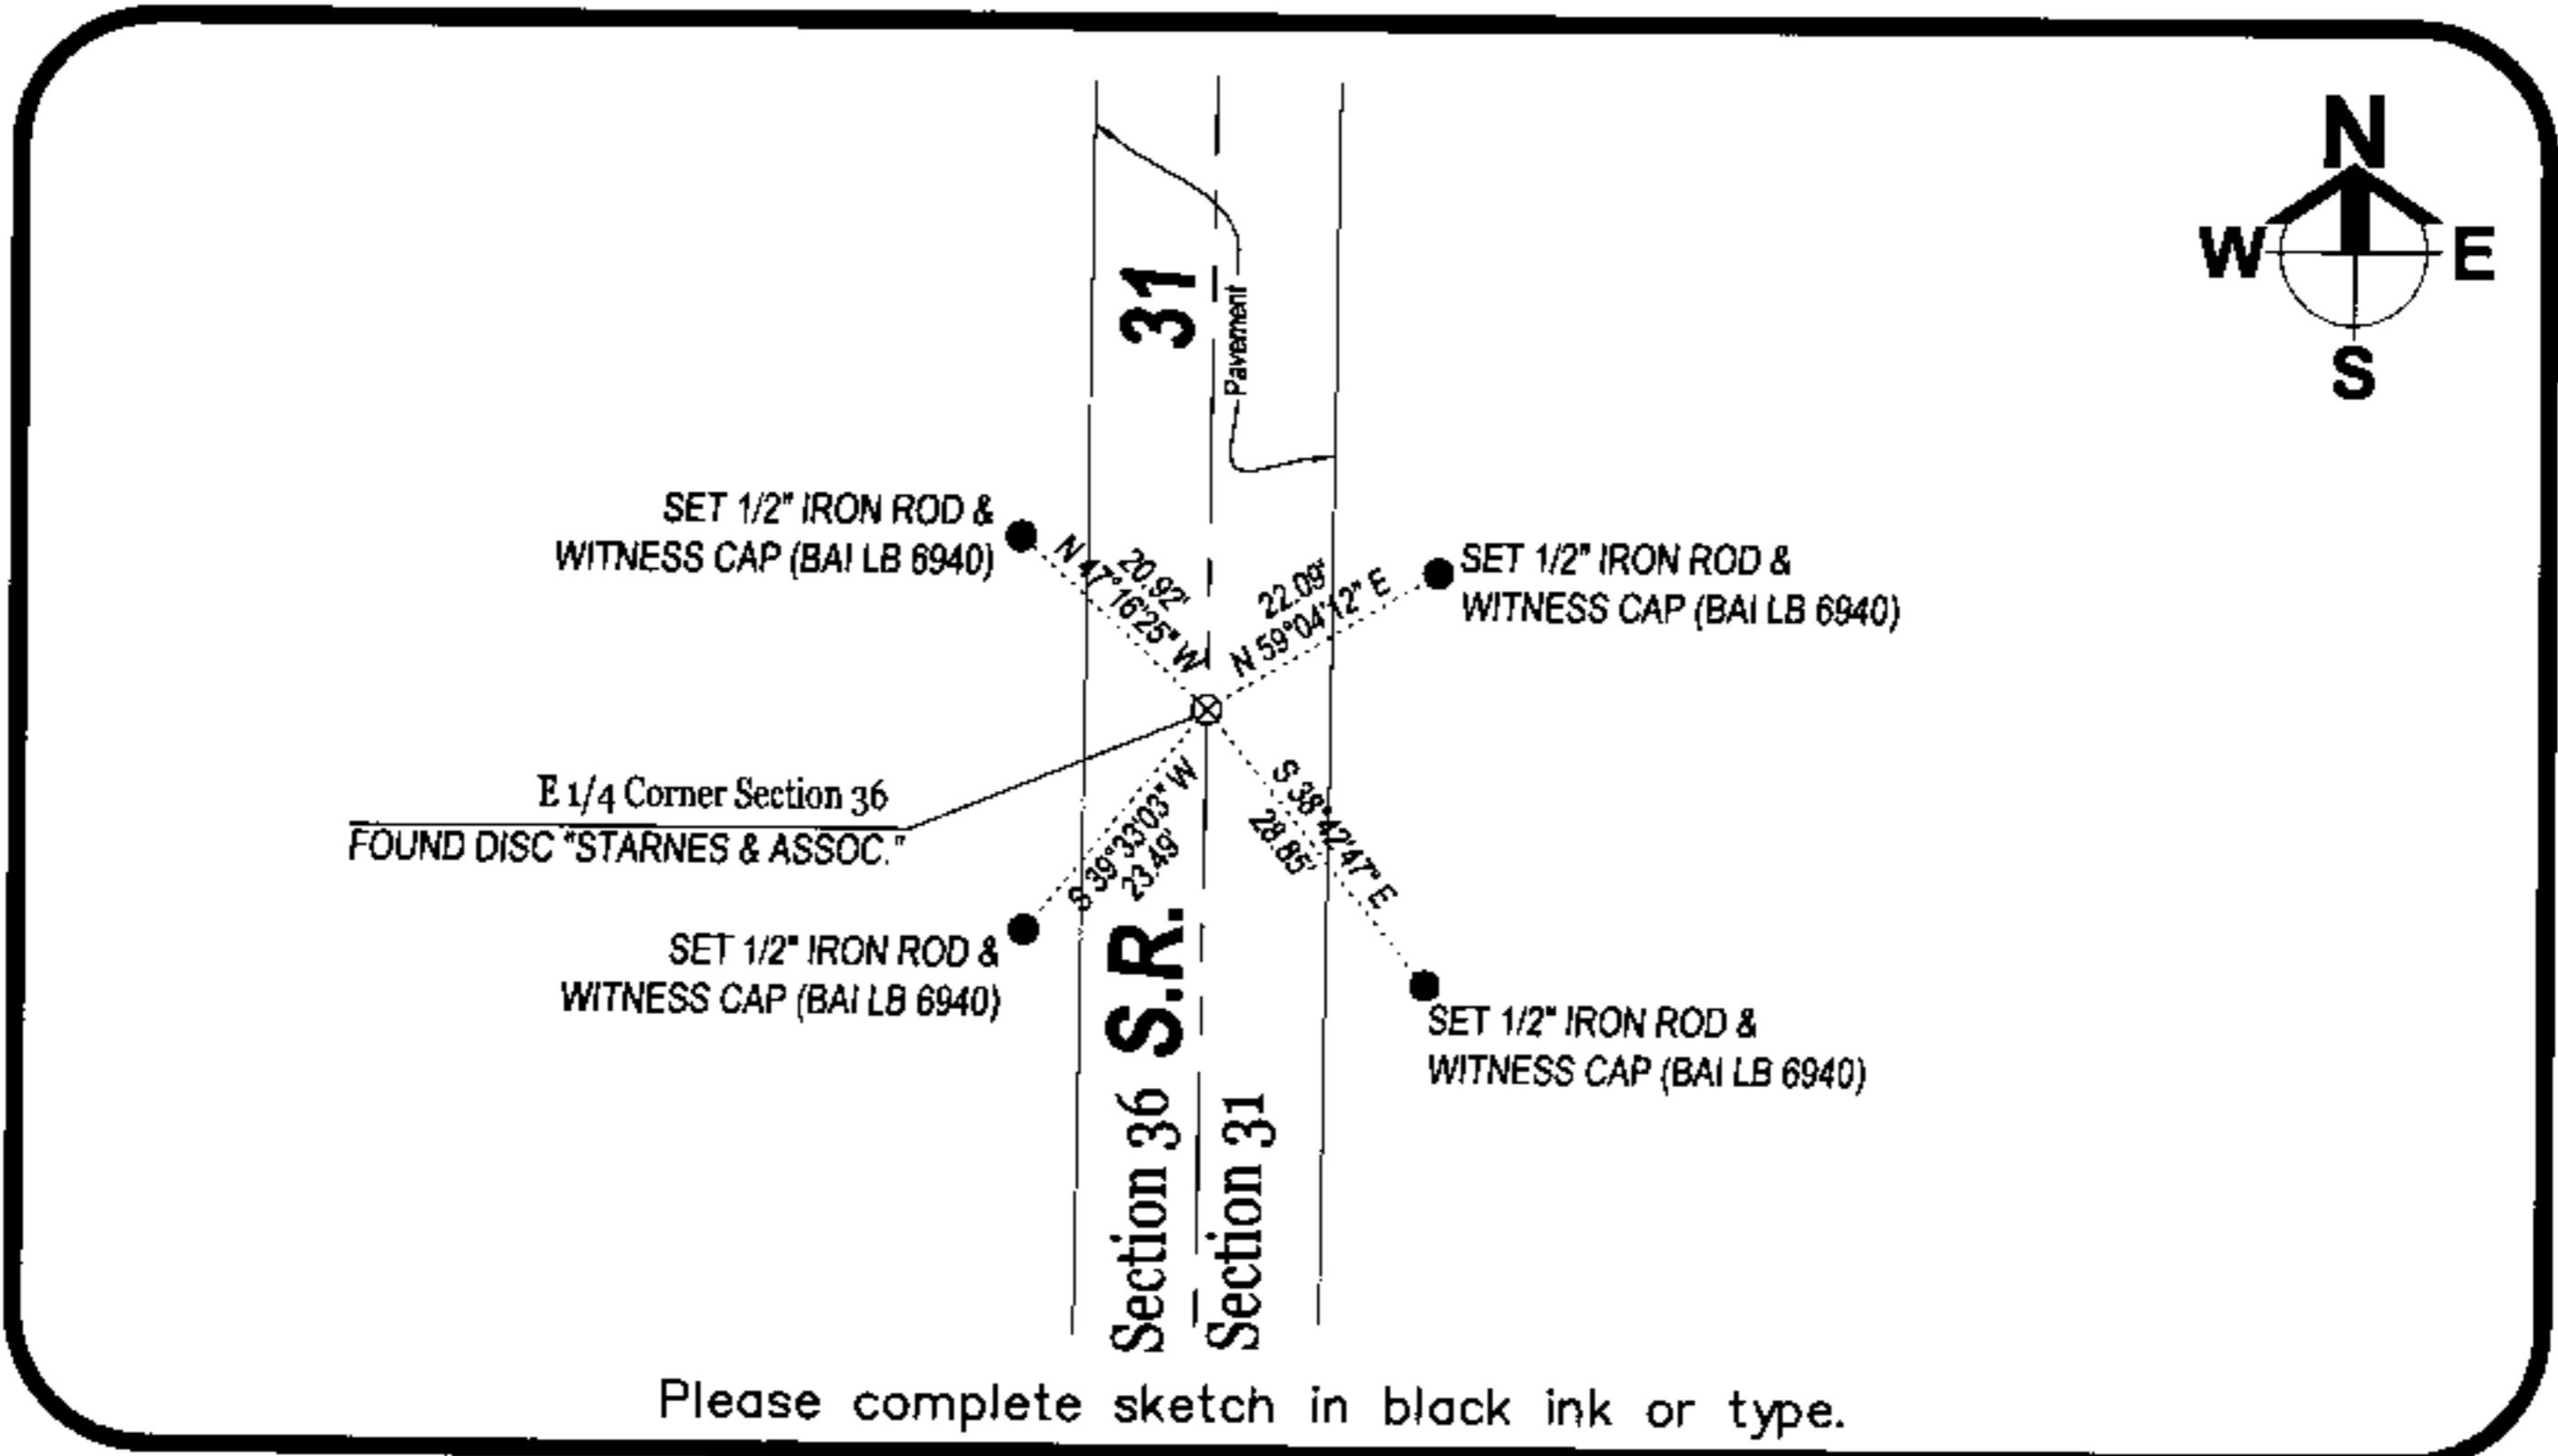 N
W
E
S
31
Pavement
SET 1/2" IRON ROD &
WITNESS CAP (BAI LB 6940)
20.92'
N 47°16'25" W
22.09'
N 59°04'12" E
SET 1/2" IRON ROD &
WITNESS CAP (BAI LB 6940)
E 1/4 Corner Section 36
FOUND DISC "STARNES & ASSOC."
S 39°33'03" W
23.49'
S 38°42'47" E
28.85'
SET 1/2" IRON ROD &
WITNESS CAP (BAI LB 6940)
S.R.
SET 1/2" IRON ROD &
WITNESS CAP (BAI LB 6940)
Section 36
Section 31
Please complete sketch in black ink or type.